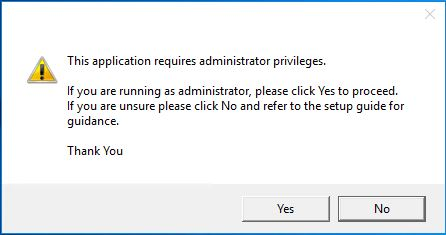 This application requires administrator privileges.
If you are running as administrator, please click Yes to proceed.
If you are unsure please click No and refer to the setup guide for
guidance.
Thank You
Yes
No